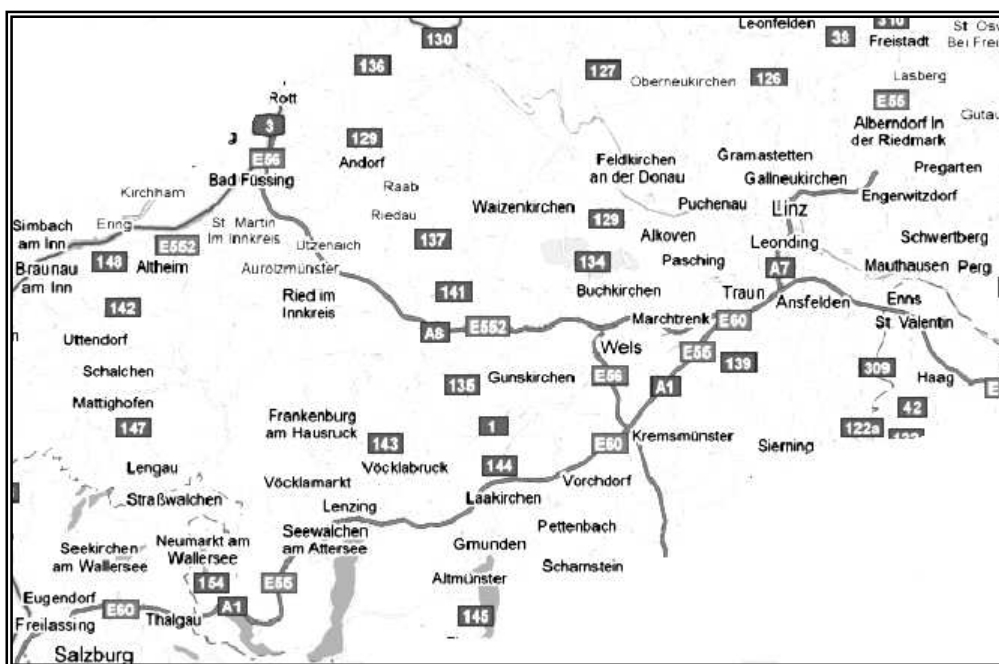 Leonfelden
310
130
38
Freistadt
St Osw
Bei Frei
136
127
Oberneukirchen
126
Lasberg
E55
Gutau
Rott
3
129
Andorf
Alberndorf in
der Riedmark
E56
Bad Füssing
Feldkirchen
an der Donau
Gramastetten
Gallneukirchen
Pregarten
Kirchham
Raab
Engerwitzdorf
Simbach
am Inn
Ering
St Martin
Im Innkreis
Riedau
Waizenkirchen
129
Puchenau
Linz
E552
Utzenaich
137
Alkoven
Leonding
Schwertberg
Braunau
am Inn
148
Altheim
Aurolzmünster
134
Pasching
A7
Mauthausen
Perg
142
Ried im
Innkreis
141
Buchkirchen
Traun
Ansfelden
Enns
Uttendorf
A8
E552
Marchtrenk
E60
St Valentin
Schalchen
Wels
E55
139
309
Haag
Mattighofen
135
Gunskirchen
E56
A1
42
147
Frankenburg
am Hausruck
143
1
E60
Kremsmünster
Sierning
122a
Lengau
Vöcklabruck
144
Vöcklamarkt
Vorchdorf
Straßwalchen
Lenzing
Laakirchen
Seewalchen
am Attersee
Pettenbach
Seekirchen
am Wallersee
Neumarkt am
Wallersee
Gmunden
Scharnstein
154
E55
Altmünster
Eugendorf
E60
A1
145
Freilassing
Thalgau
Salzburg